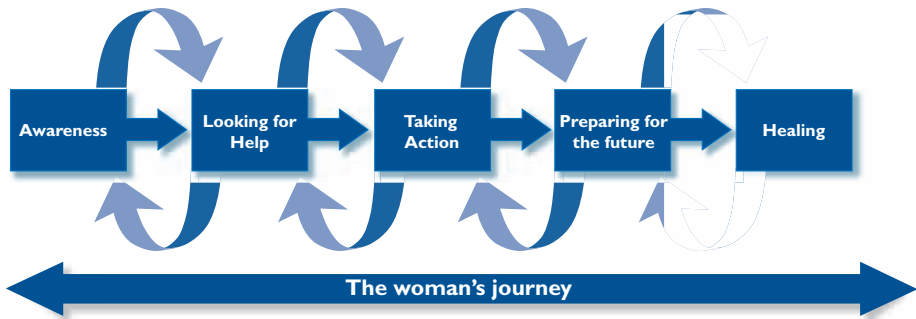 Awareness
Looking for
Help
Taking
Action
Preparing for
the future
Healing
The woman's journey